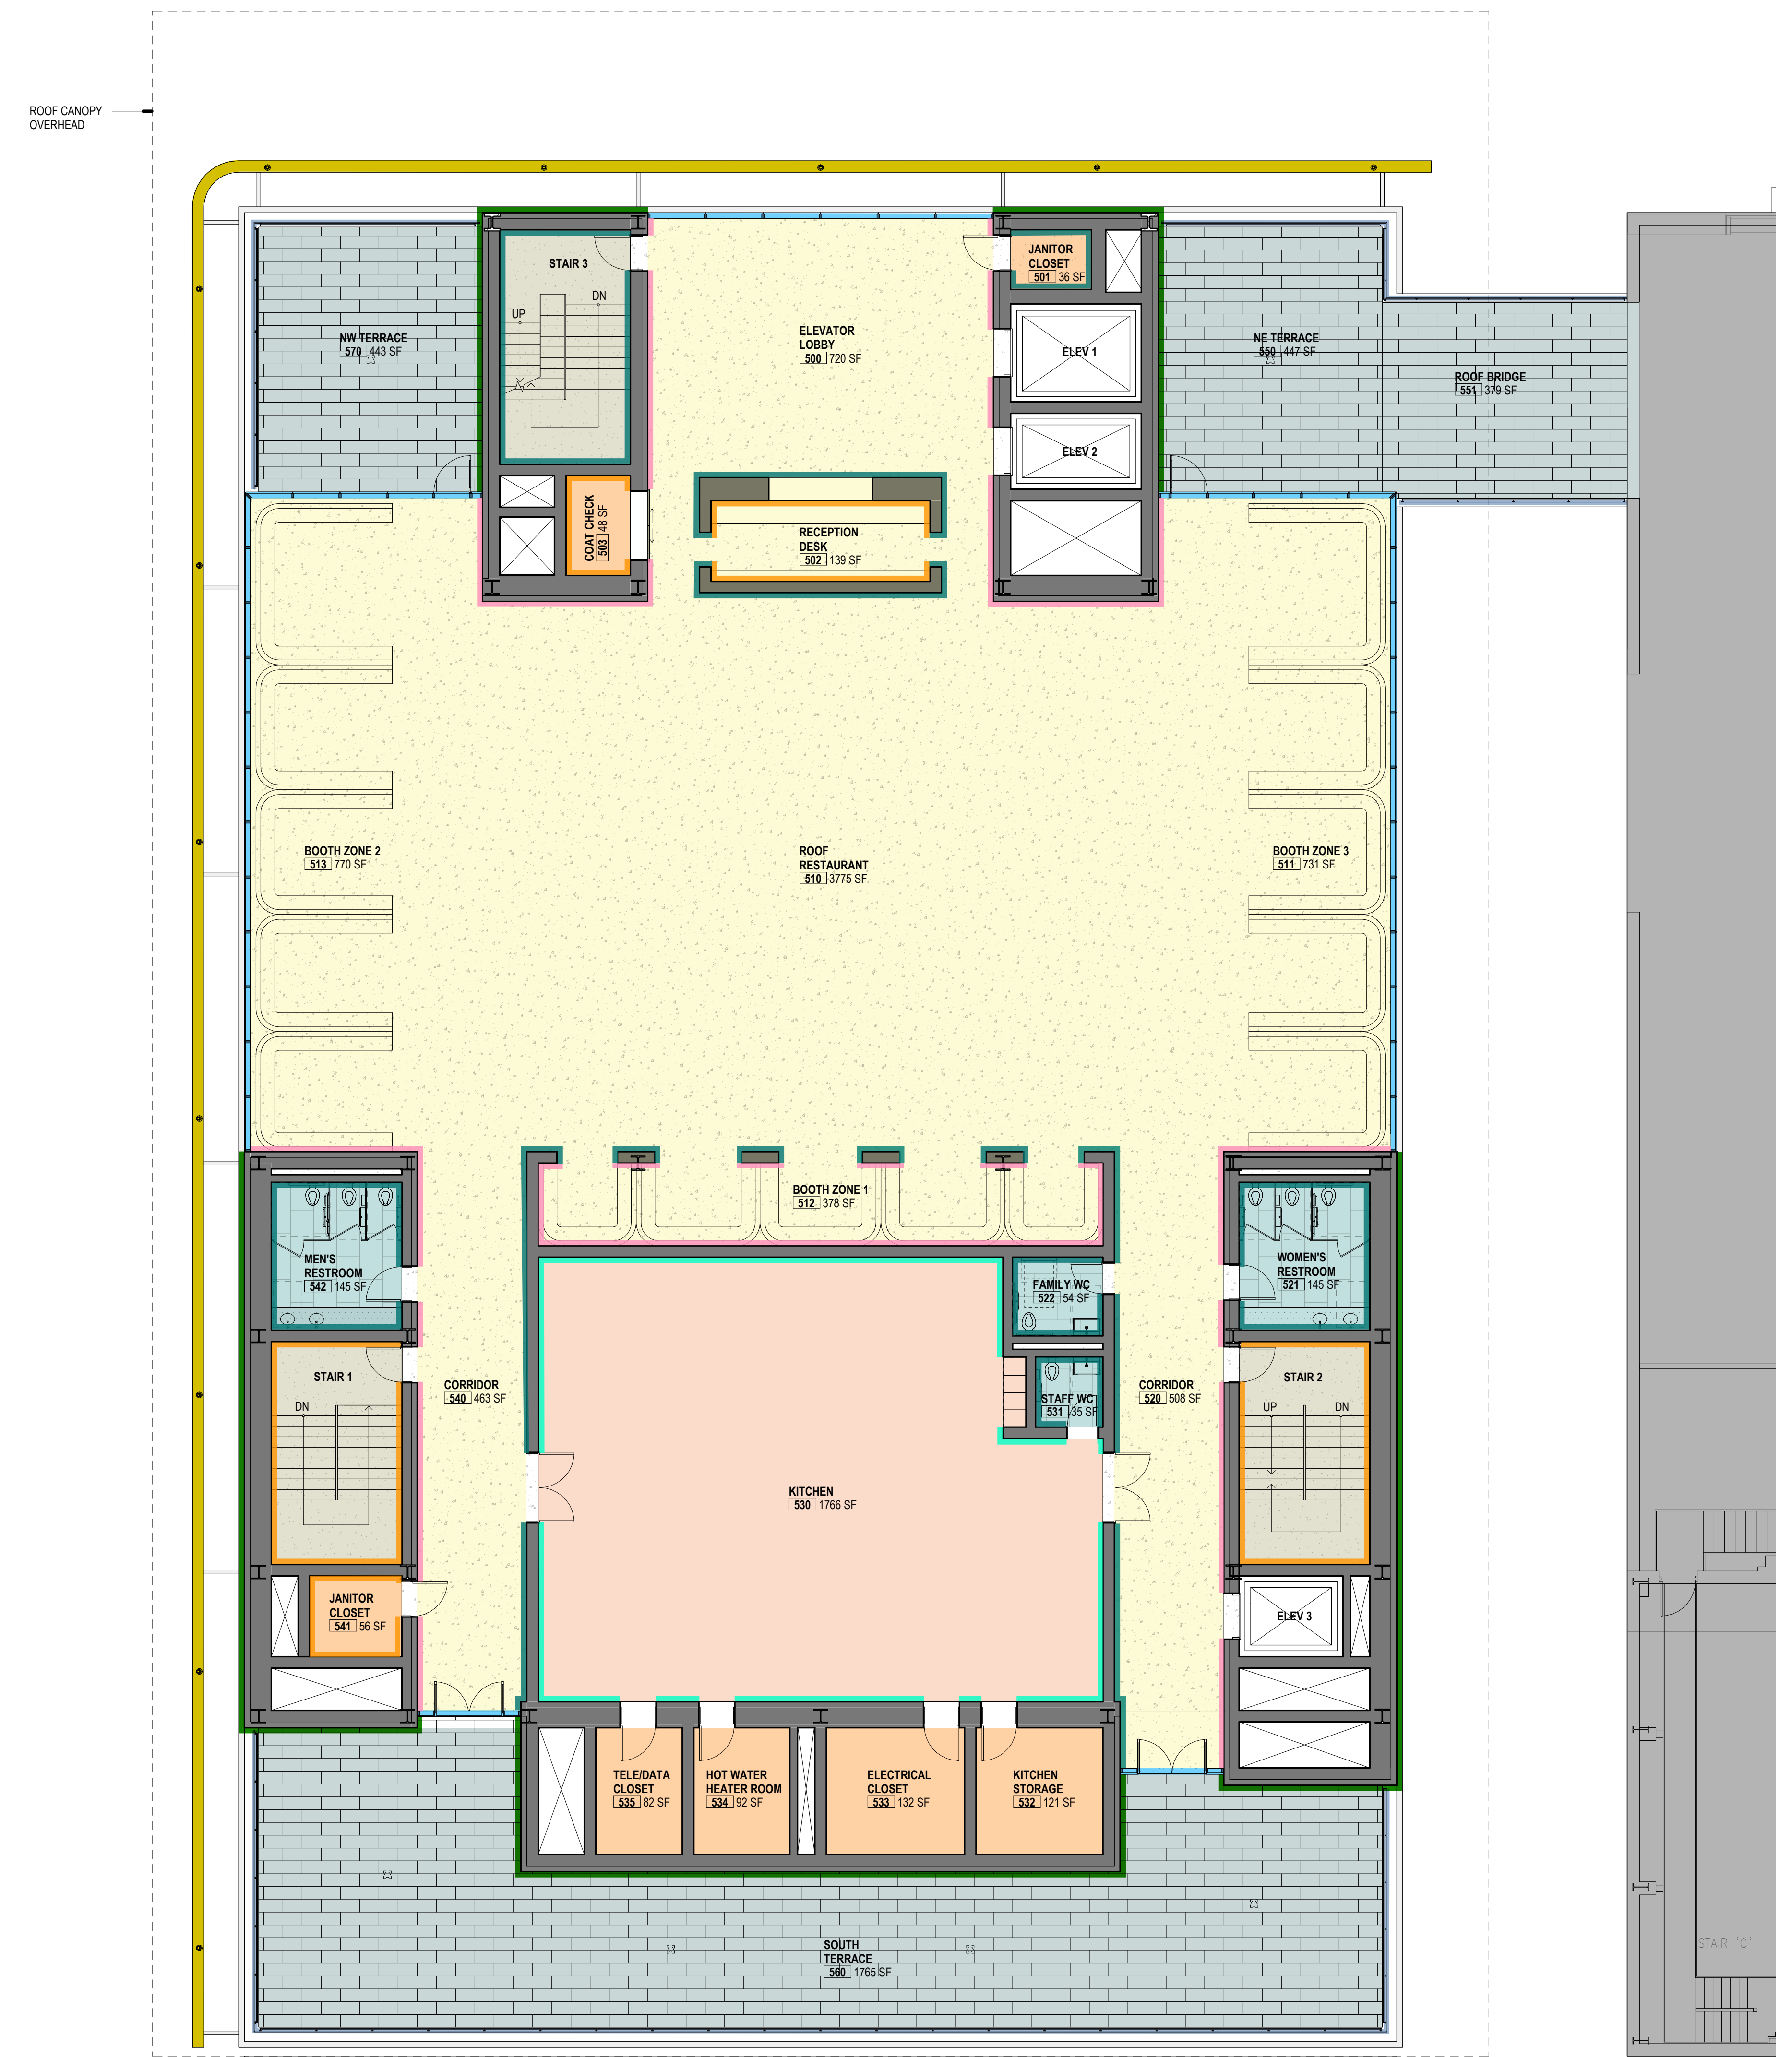 ROOF CANOPY
OVERHEAD
STAIR 3
UP
DN
JANITOR
CLOSET
501 36 SF
NW TERRACE
570 443 SF
ELEVATOR
LOBBY
500 720 SF
ELEV 1
NE TERRACE
550 447 SF
ROOF BRIDGE
551 379 SF
ELEV 2
COAT CHECK
503 48 SF
RECEPTION
DESK
502 139 SF
BOOTH ZONE 2
513 770 SF
ROOF
RESTAURANT
510 3775 SF
BOOTH ZONE 3
511 731 SF
BOOTH ZONE 1
512 378 SF
MEN'S
RESTROOM
542 145 SF
WOMEN'S
RESTROOM
521 145 SF
FAMILY WC
522 54 SF
STAIR 1
DN
CORRIDOR
540 463 SF
STAFF WC
531 35 SF
CORRIDOR
520 508 SF
STAIR 2
UP
DN
KITCHEN
530 1766 SF
JANITOR
CLOSET
541 56 SF
ELEV 3
TELE/DATA
CLOSET
535 82 SF
HOT WATER
HEATER ROOM
534 92 SF
ELECTRICAL
CLOSET
533 132 SF
KITCHEN
STORAGE
532 121 SF
SOUTH
TERRACE
560 1765 SF
STAIR 'C'